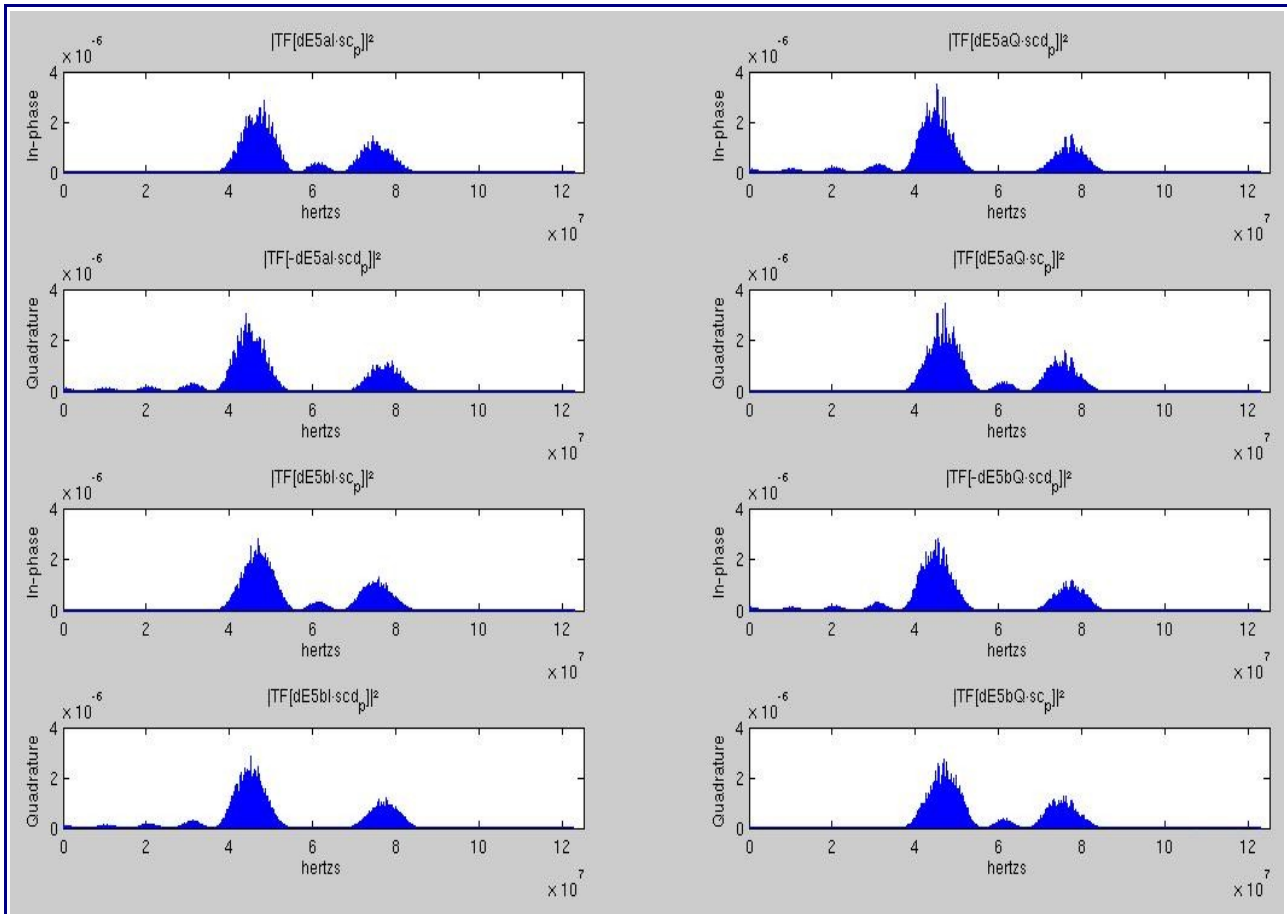 |TF[dE5aI·sc_p]|²
× 10^-6
In-phase
4
2
0
0 2 4 6 8 10 12
hertzs
× 10^7
|TF[dE5aQ·scd_p]|²
× 10^-6
In-phase
4
2
0
0 2 4 6 8 10 12
hertzs
× 10^7
|TF[-dE5aI·scd_p]|²
× 10^-6
Quadrature
4
2
0
0 2 4 6 8 10 12
hertzs
× 10^7
|TF[dE5aQ·sc_p]|²
× 10^-6
Quadrature
4
2
0
0 2 4 6 8 10 12
hertzs
× 10^7
|TF[dE5bI·sc_p]|²
× 10^-6
In-phase
4
2
0
0 2 4 6 8 10 12
hertzs
× 10^7
|TF[-dE5bQ·scd_p]|²
× 10^-6
In-phase
4
2
0
0 2 4 6 8 10 12
hertzs
× 10^7
|TF[dE5bI·scd_p]|²
× 10^-6
Quadrature
4
2
0
0 2 4 6 8 10 12
hertzs
× 10^7
|TF[dE5bQ·sc_p]|²
× 10^-6
Quadrature
4
2
0
0 2 4 6 8 10 12
hertzs
× 10^7